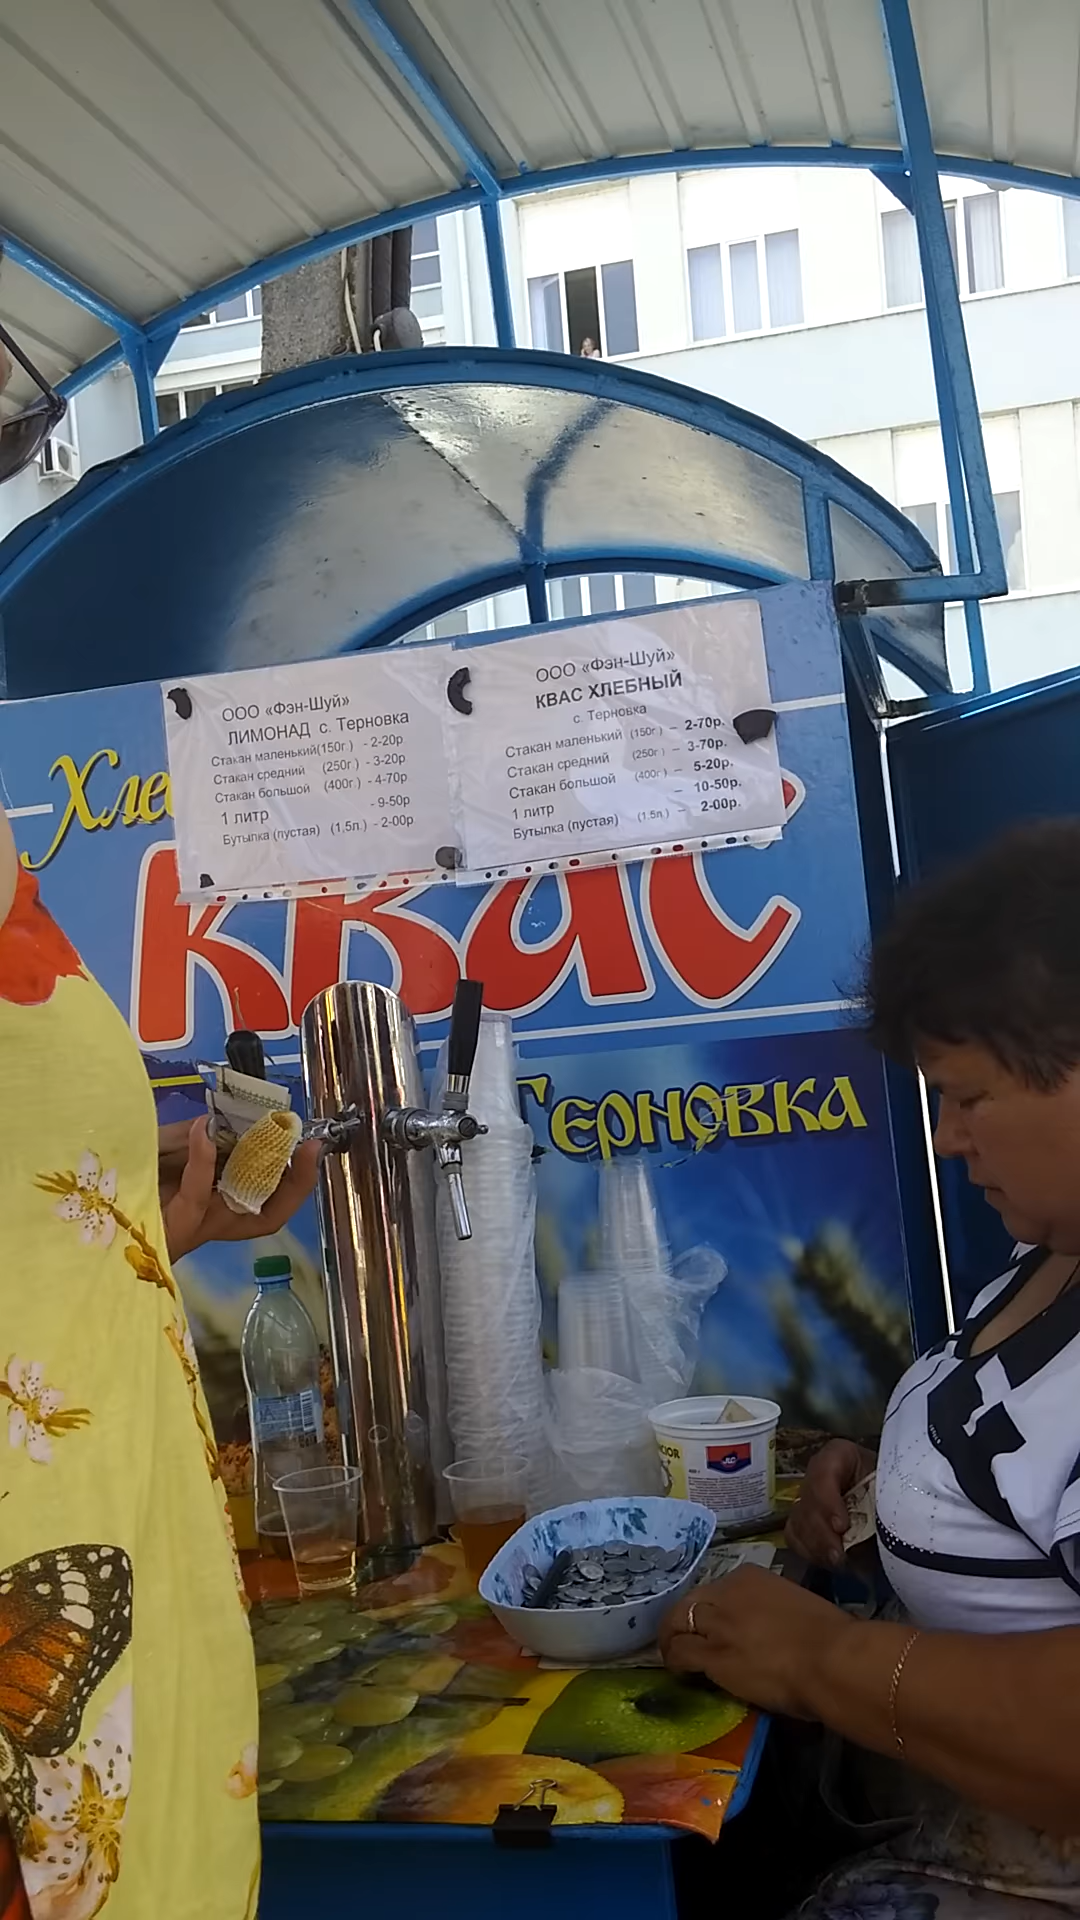 ООО «Фэн-Шуй»
ЛИМОНАД с. Терновка
Стакан маленький(150г.) - 2-20р
Стакан средний (250г.) - 3-20р
Стакан большой (400г.) - 4-70р
1 литр - 9-50р
Бутылка (пустая) (1,5л.) - 2-00р
ООО «Фэн-Шуй»
КВАС ХЛЕБНЫЙ
с. Терновка
Стакан маленький (150г.) – 2-70р.
Стакан средний (250г.) – 3-70р.
Стакан большой (400г.) – 5-20р.
1 литр – 10-50р.
Бутылка (пустая) (1.5л.) – 2-00р.
Хле
квас
Терновка
JLC